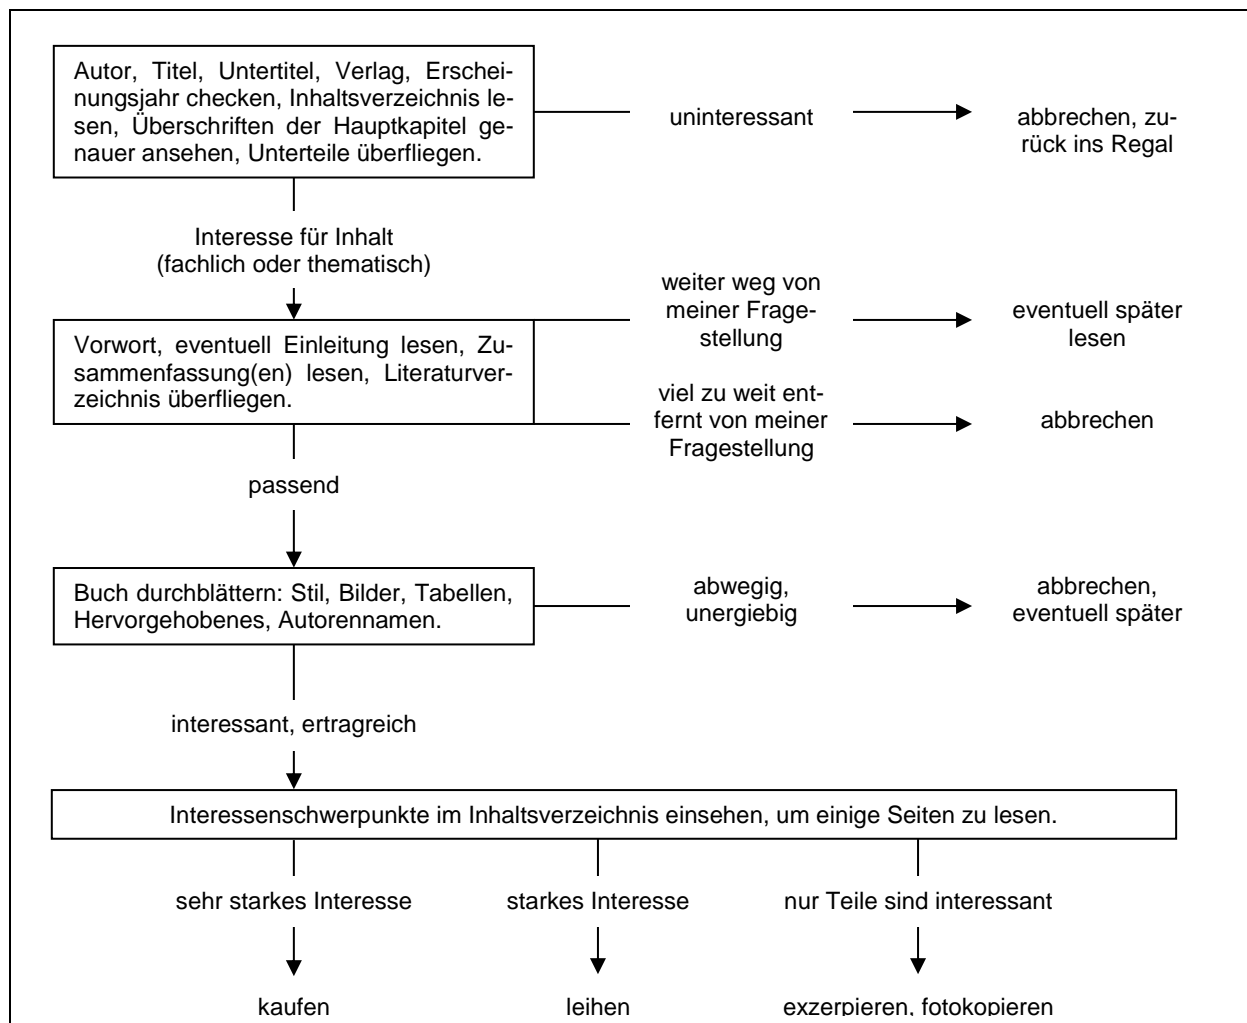 Autor, Titel, Untertitel, Verlag, Erschei-
nungsjahr checken, Inhaltsverzeichnis le-
sen, Überschriften der Hauptkapitel ge-
nauer ansehen, Unterteile überfliegen.
uninteressant
abbrechen, zu-
rück ins Regal
Interesse für Inhalt
(fachlich oder thematisch)
weiter weg von
meiner Frage-
stellung
eventuell später
lesen
Vorwort, eventuell Einleitung lesen, Zu-
sammenfassung(en) lesen, Literaturver-
zeichnis überfliegen.
viel zu weit ent-
fernt von meiner
Fragestellung
abbrechen
passend
Buch durchblättern: Stil, Bilder, Tabellen,
Hervorgehobenes, Autorennamen.
abwegig,
unergiebig
abbrechen,
eventuell später
interessant, ertragreich
Interessenschwerpunkte im Inhaltsverzeichnis einsehen, um einige Seiten zu lesen.
sehr starkes Interesse
starkes Interesse
nur Teile sind interessant
kaufen
leihen
exzerpieren, fotokopieren